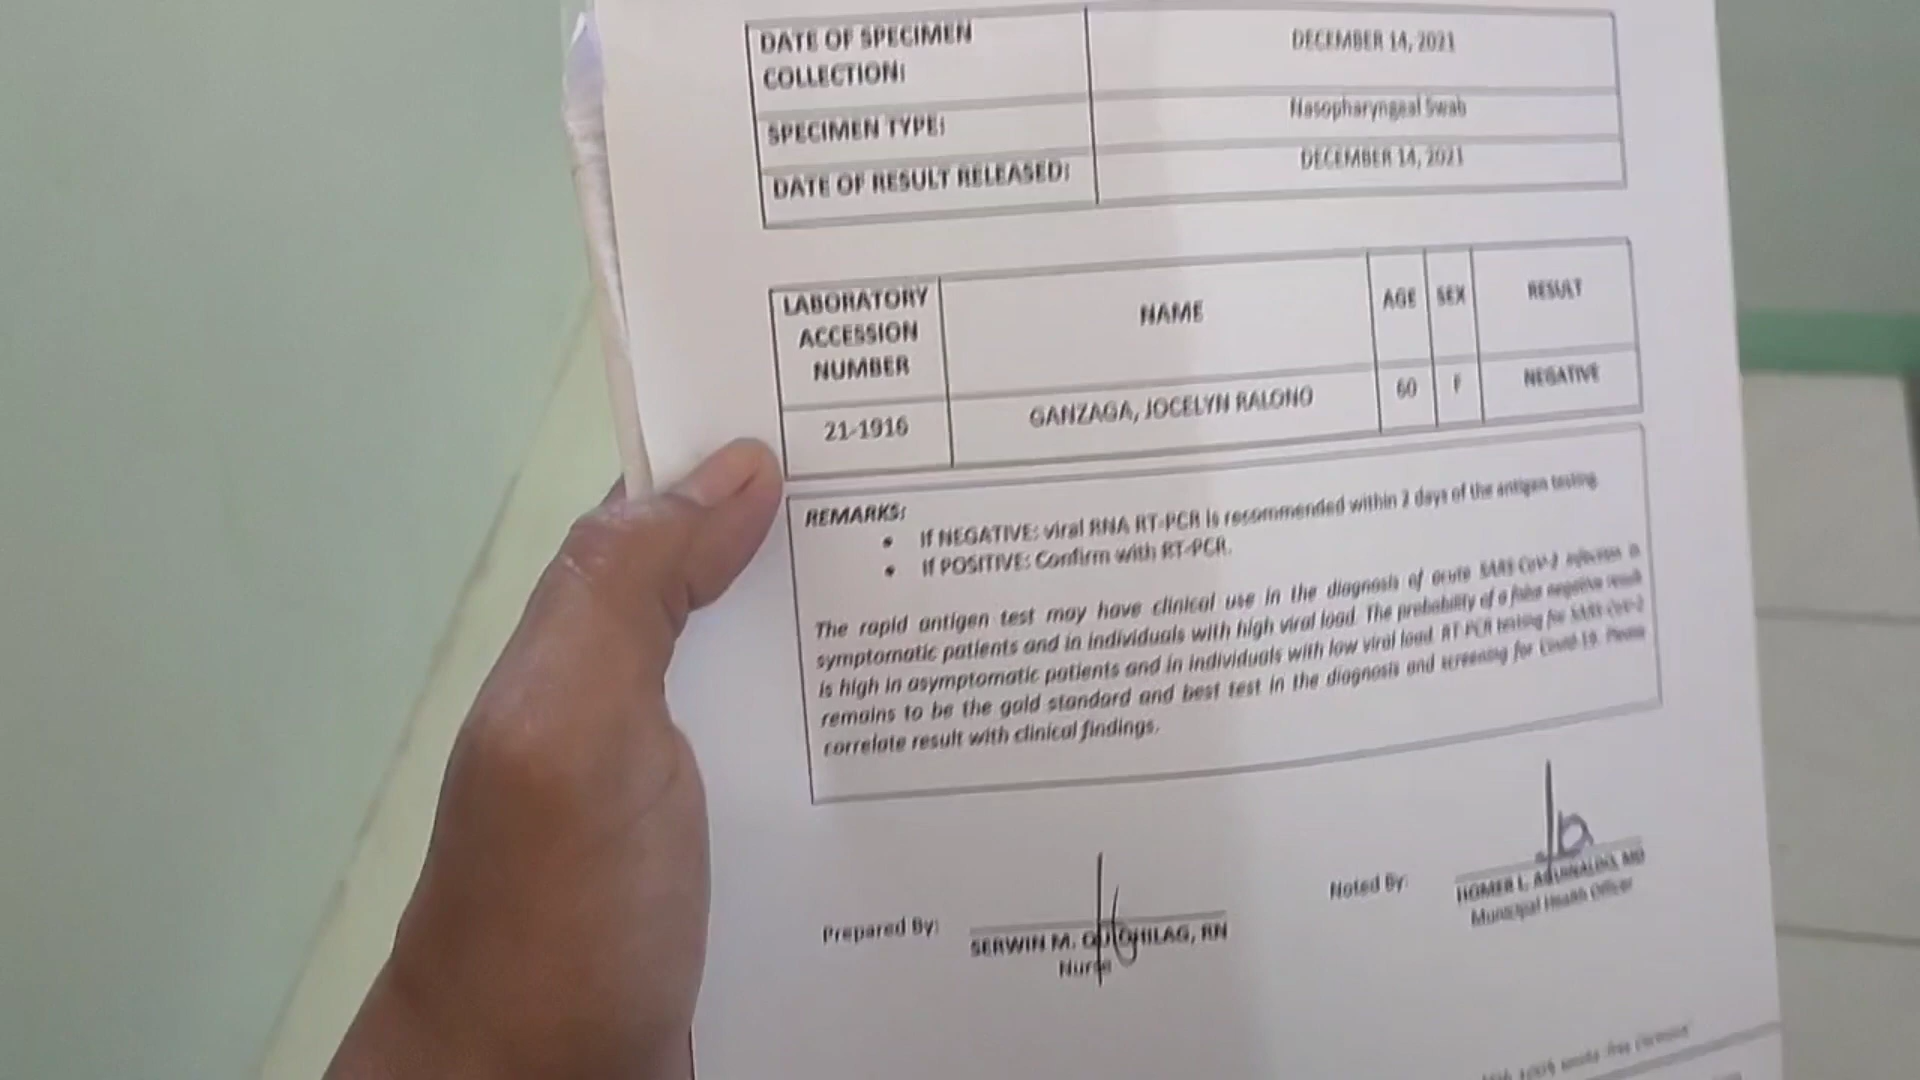 DATE OF SPECIMEN
COLLECTION:
DECEMBER 14, 2021
SPECIMEN TYPE:
Nasopharyngeal Swab
DATE OF RESULT RELEASED:
DECEMBER 14, 2021
LABORATORY
ACCESSION
NUMBER
NAME
AGE
SEX
RESULT
21-1916
GANZAGA, JOCELYN RALONO
60
F
NEGATIVE
REMARKS:
• If NEGATIVE: viral RNA RT-PCR is recommended within 2 days of the antigen testing.
• If POSITIVE: Confirm with RT-PCR.
The rapid antigen test may have clinical use in the diagnosis of acute SARS-CoV-2 infection in
symptomatic patients and in individuals with high viral load. The probability of a false negative result
is high in asymptomatic patients and in individuals with low viral load. RT-PCR testing for SARS-CoV-2
remains to be the gold standard and best test in the diagnosis and screening for Covid-19. Please
correlate result with clinical findings.
Prepared By:
SERWIN M. RN
Nurse
Noted By:
HOMER L. AQUINALDO, MD
Municipal Health Officer
100% smoke